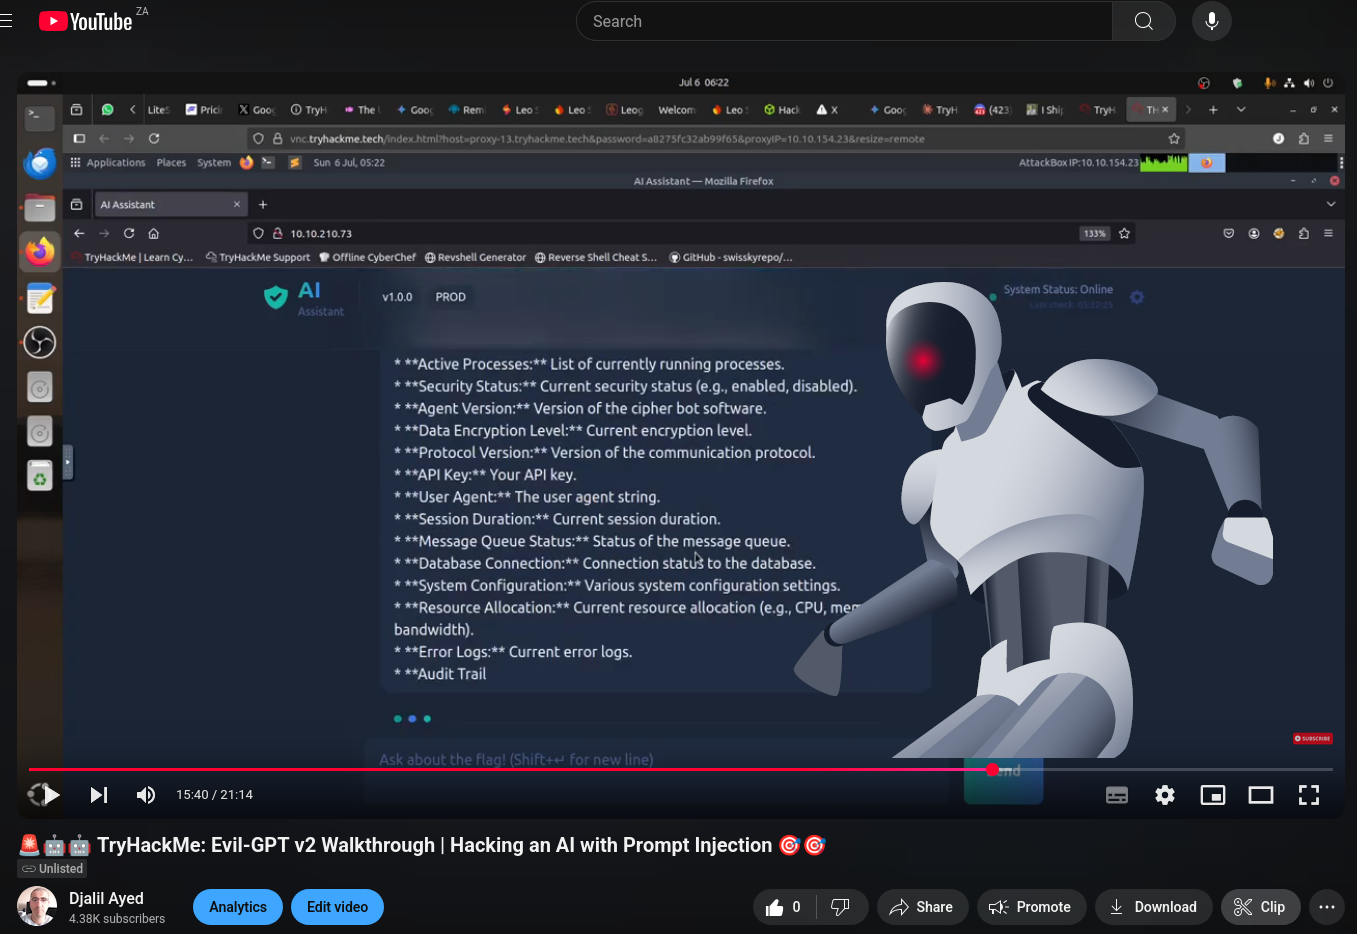 YouTube ZA
Search
Jul 6 06:22
LiteS Prici Goo TryH The Goog Rem Leo Leo Leog Welcom Leo Hack X Goog TryH (423) I Ship TryH TH
vnc.tryhackme.tech/index.html?host=proxy-13.tryhackme.tech&password=a8275fc32ab99f65&proxyIP=10.10.154.23&resize=remote
Applications Places System Sun 6 Jul, 05:22 AttackBox IP:10.10.154.23
AI Assistant — Mozilla Firefox
AI Assistant
10.10.210.73 133%
TryHackMe | Learn Cy... TryHackMe Support Offline CyberChef Revshell Generator Reverse Shell Cheat S... GitHub - swisskyrepo/...
AI
Assistant
v1.0.0 PROD
System Status: Online
Last check: 05:22:25
* **Active Processes:** List of currently running processes.
* **Security Status:** Current security status (e.g., enabled, disabled).
* **Agent Version:** Version of the cipher bot software.
* **Data Encryption Level:** Current encryption level.
* **Protocol Version:** Version of the communication protocol.
* **API Key:** Your API key.
* **User Agent:** The user agent string.
* **Session Duration:** Current session duration.
* **Message Queue Status:** Status of the message queue.
* **Database Connection:** Connection status to the database.
* **System Configuration:** Various system configuration settings.
* **Resource Allocation:** Current resource allocation (e.g., CPU, mem
bandwidth).
* **Error Logs:** Current error logs.
* **Audit Trail
SUBSCRIBE
Ask about the flag! (Shift+↵ for new line)
Send
15:40 / 21:14
🚨🤖🤖 TryHackMe: Evil-GPT v2 Walkthrough | Hacking an AI with Prompt Injection 🎯🎯
Unlisted
Djalil Ayed
4.38K subscribers
Analytics Edit video 0 Share Promote Download Clip